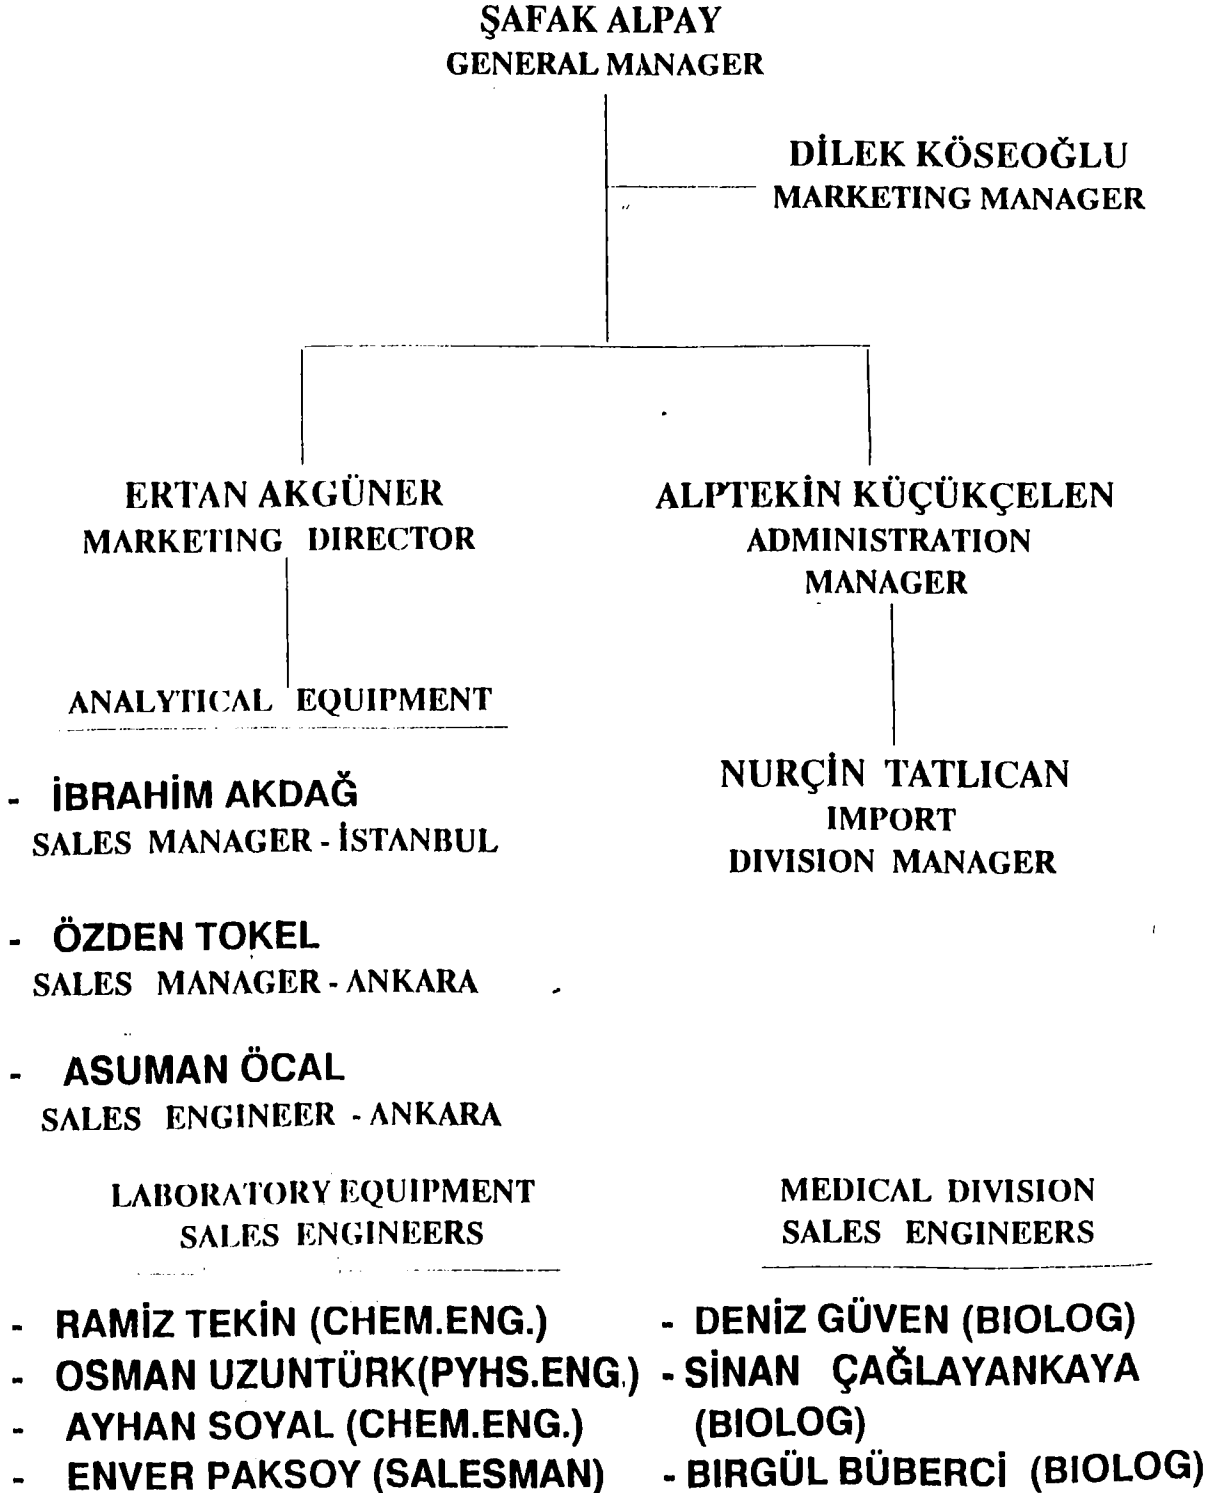 ŞAFAK ALPAY
GENERAL MANAGER
DİLEK KÖSEOĞLU
MARKETING MANAGER
ERTAN AKGÜNER
MARKETING DIRECTOR
ALPTEKİN KÜÇÜKÇELEN
ADMINISTRATION
MANAGER
ANALYTICAL EQUIPMENT
- İBRAHİM AKDAĞ
SALES MANAGER - İSTANBUL
NURÇİN TATLICAN
IMPORT
DIVISION MANAGER
- ÖZDEN TOKEL
SALES MANAGER - ANKARA
- ASUMAN ÖCAL
SALES ENGINEER - ANKARA
LABORATORY EQUIPMENT
SALES ENGINEERS
- RAMİZ TEKİN (CHEM.ENG.)
- OSMAN UZUNTÜRK(PYHS.ENG.)
- AYHAN SOYAL (CHEM.ENG.)
- ENVER PAKSOY (SALESMAN)
MEDICAL DIVISION
SALES ENGINEERS
- DENİZ GÜVEN (BIOLOG)
- SİNAN ÇAĞLAYANKAYA
(BIOLOG)
- BIRGÜL BÜBERCİ (BIOLOG)